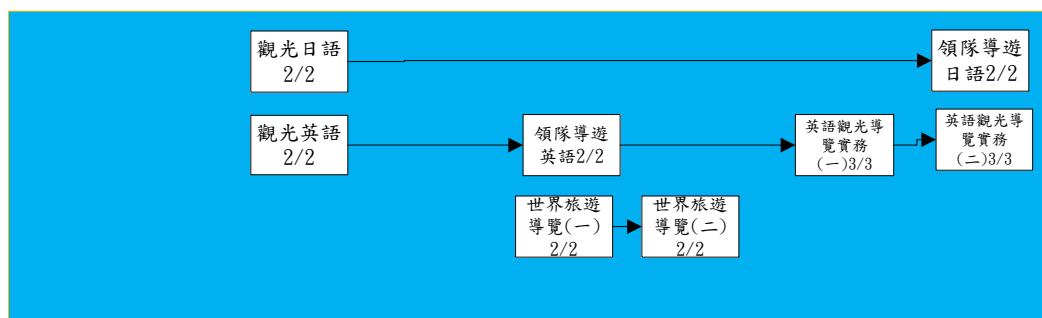 觀光日語
2/2
領隊導遊
日語2/2
觀光英語
2/2
領隊導遊
英語2/2
英語觀光導
覽實務
(一)3/3
英語觀光導
覽實務
(二)3/3
世界旅遊
導覽(一)
2/2
世界旅遊
導覽(二)
2/2